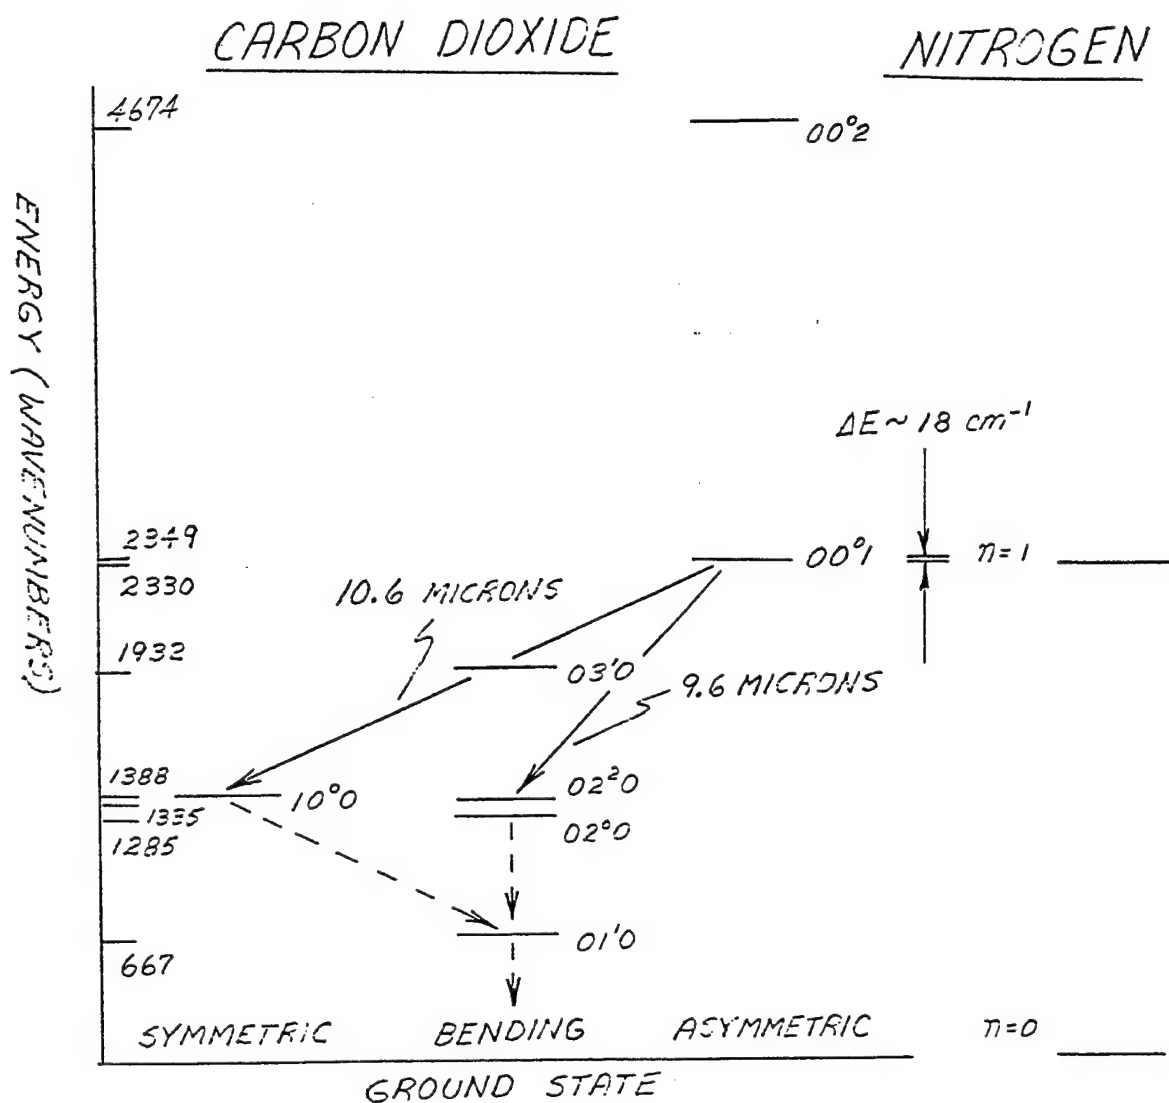 CARBON DIOXIDE
NITROGEN
4674
00°2
ENERGY (WAVENUMBERS)
ΔE~18 cm⁻¹
2349
00°1
n=1
2330
10.6 MICRONS
1932
03'0
9.6 MICRONS
1388
10°0
02²0
1335
02°0
1285
01'0
667
SYMMETRIC
BENDING
ASYMMETRIC
n=0
GROUND STATE